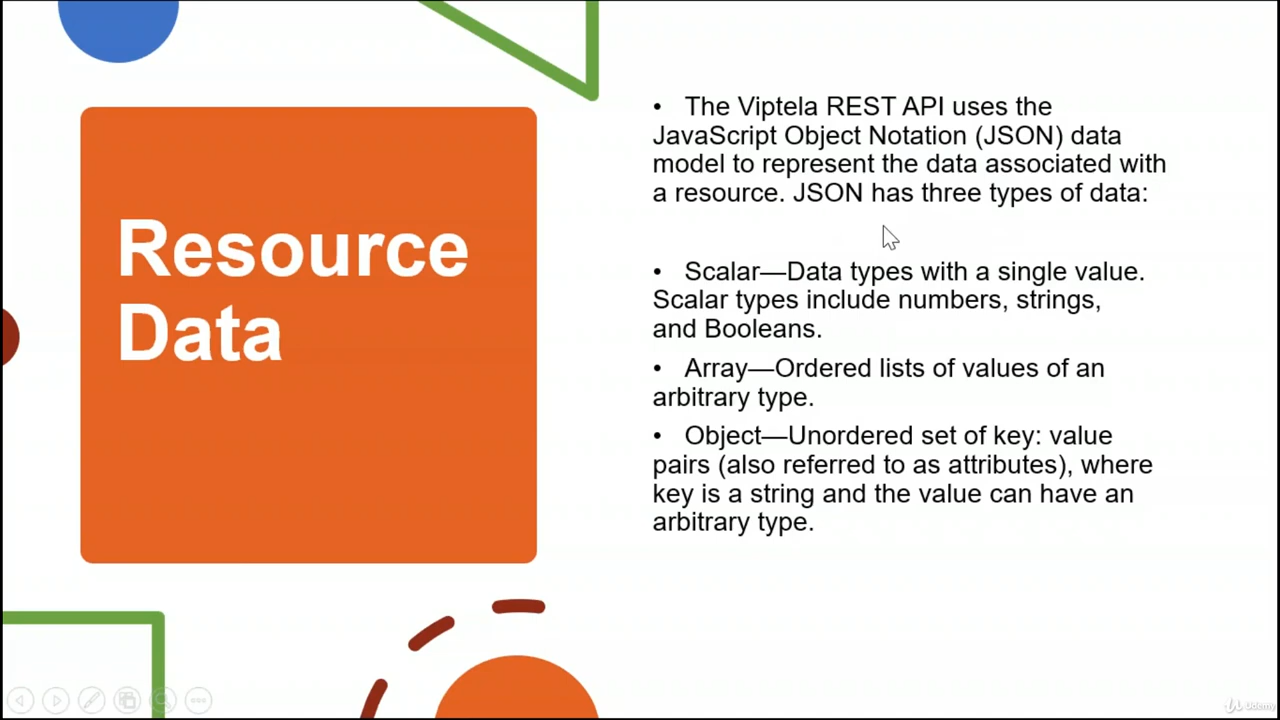 Resource
Data
• The Viptela REST API uses the
JavaScript Object Notation (JSON) data
model to represent the data associated with
a resource. JSON has three types of data:
• Scalar—Data types with a single value.
Scalar types include numbers, strings,
and Booleans.
• Array—Ordered lists of values of an
arbitrary type.
• Object—Unordered set of key: value
pairs (also referred to as attributes), where
key is a string and the value can have an
arbitrary type.
Udemy